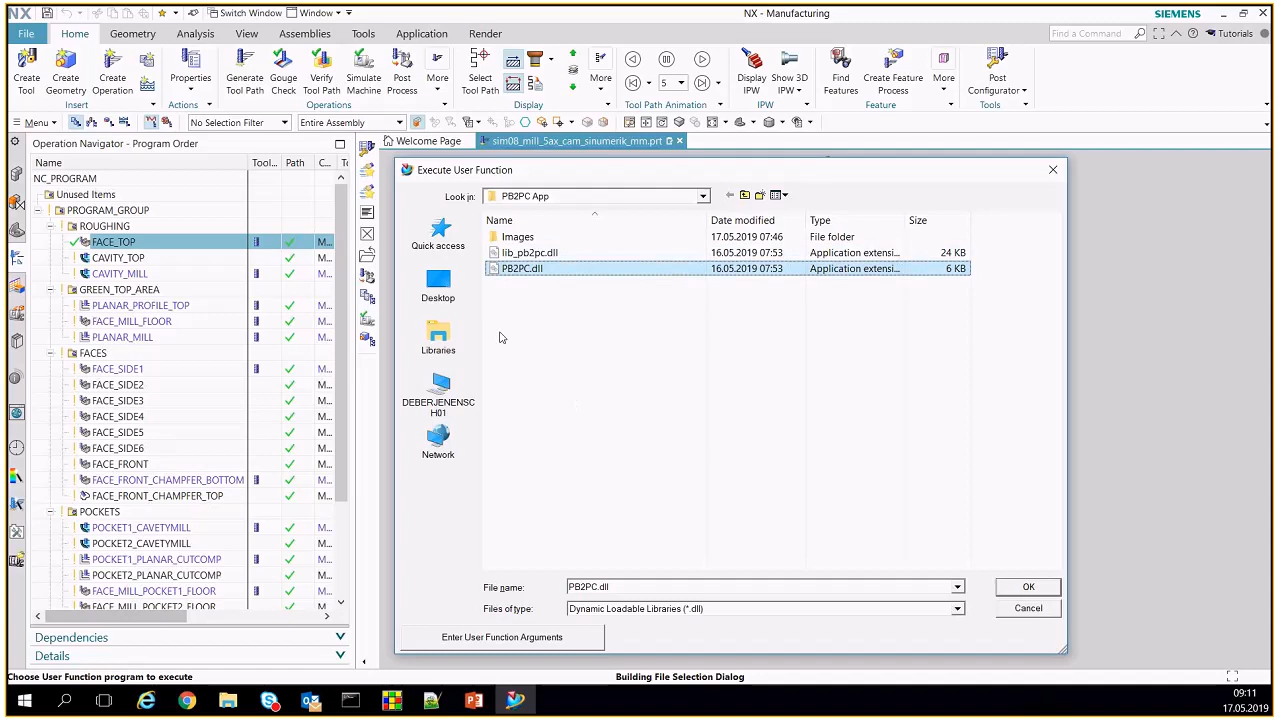 NX
Switch Window
Window
NX - Manufacturing
SIEMENS
File
Home
Geometry
Analysis
View
Assemblies
Tools
Application
Render
Find a Command
Tutorials
Create Tool
Create Geometry
Create Operation
Properties
Generate Tool Path
Gouge Check
Verify Tool Path
Simulate Machine
Post Process
More
Select Tool Path
More
5
Display IPW
Show 3D IPW
Find Features
Create Feature Process
More
Post Configurator
Insert
Actions
Operations
Display
Tool Path Animation
IPW
Feature
Tools
Menu
No Selection Filter
Entire Assembly
Operation Navigator - Program Order
Welcome Page
sim08_mill_5ax_cam_sinumerik_mm.prt
Name
Tool...
Path
C...
To
NC_PROGRAM
Unused Items
PROGRAM_GROUP
ROUGHING
FACE_TOP
M...
CAVITY_TOP
M...
CAVITY_MILL
M...
GREEN_TOP_AREA
PLANAR_PROFILE_TOP
M...
FACE_MILL_FLOOR
M...
PLANAR_MILL
M...
FACES
FACE_SIDE1
M...
FACE_SIDE2
M...
FACE_SIDE3
M...
FACE_SIDE4
M...
FACE_SIDE5
M...
FACE_SIDE6
M...
FACE_FRONT
M...
FACE_FRONT_CHAMPFER_BOTTOM
M...
FACE_FRONT_CHAMPFER_TOP
M...
POCKETS
POCKET1_CAVETYMILL
M...
POCKET2_CAVETYMILL
M...
POCKET1_PLANAR_CUTCOMP
M...
POCKET2_PLANAR_CUTCOMP
M...
FACE_MILL_POCKET1_FLOOR
M...
FACE_MILL_POCKET2_FLOOR
M...
Dependencies
Details
Execute User Function
Look in:
PB2PC App
Quick access
Desktop
Libraries
DEBERJENENSC
H01
Network
Name
Date modified
Type
Size
Images
17.05.2019 07:46
File folder
lib_pb2pc.dll
16.05.2019 07:53
Application extensi...
24 KB
PB2PC.dll
16.05.2019 07:53
Application extensi...
6 KB
File name:
PB2PC.dll
OK
Files of type:
Dynamic Loadable Libraries (*.dll)
Cancel
Enter User Function Arguments
Choose User Function program to execute
Building File Selection Dialog
09:11
17.05.2019